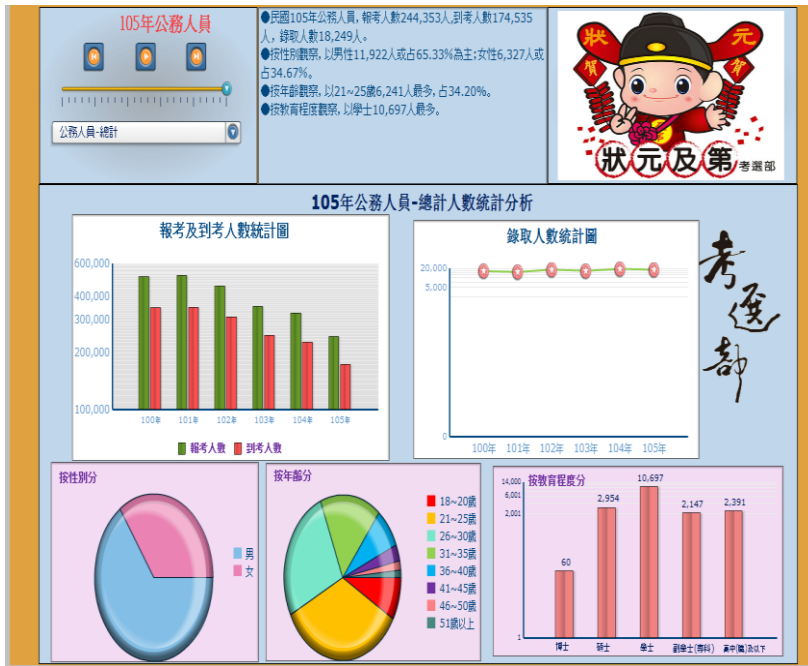 105年公務人員
公務人員-總計
●民國105年公務人員,報考人數244,353人,到考人數174,535
人，錄取人數18,249人。
●按性別觀察,以男性11,922人或占65.33%為主;女性6,327人或
占34.67%。
●按年齡觀察,以21~25歲6,241人最多,占34.20%。
●按教育程度觀察,以學士10,697人最多。
狀 元
賀 賀
狀元及第 考選部
105年公務人員-總計人數統計分析
報考及到考人數統計圖
600,000
400,000
300,000
200,000
100,000
100年 101年 102年 103年 104年 105年
報考人數 到考人數
錄取人數統計圖
20,000
5,000
0
100年 101年 102年 103年 104年 105年
考選部
按性別分
男
女
按年齡分
18~20歲
21~25歲
26~30歲
31~35歲
36~40歲
41~45歲
46~50歲
51歲以上
按教育程度分
14,000
6,001
2,001
1
60
2,954
10,697
2,147
2,391
博士 碩士 學士 副學士(專科) 高中(職)及以下